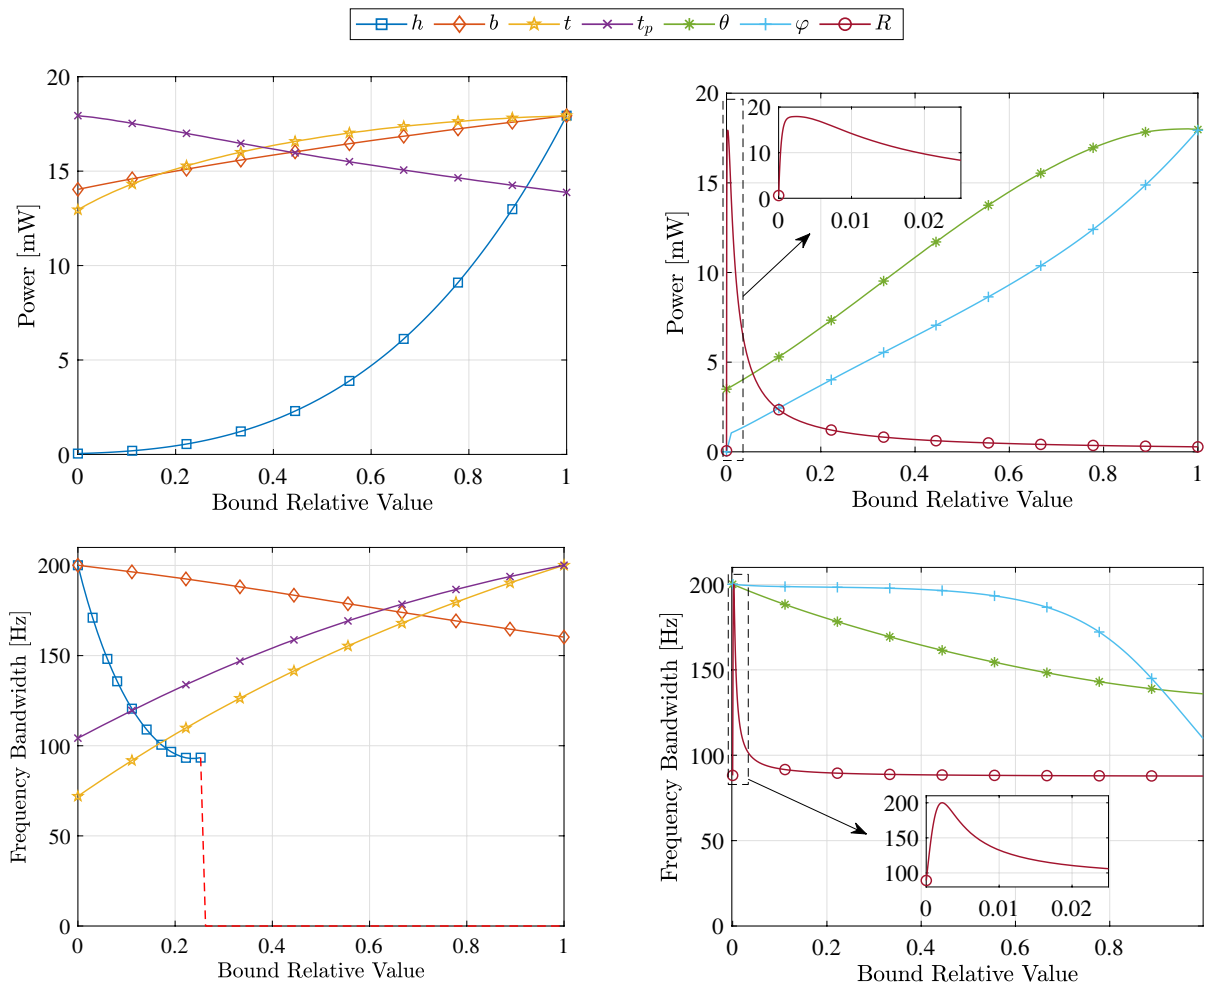 h b t t_p θ φ R
20
15
10
5
0
Power [mW]
0 0.2 0.4 0.6 0.8 1
Bound Relative Value
20
15
10
5
0
Power [mW]
20
10
0
0 0.01 0.02
0 0.2 0.4 0.6 0.8 1
Bound Relative Value
200
150
100
50
0
Frequency Bandwidth [Hz]
0 0.2 0.4 0.6 0.8 1
Bound Relative Value
200
150
100
50
0
Frequency Bandwidth [Hz]
200
150
100
0 0.01 0.02
0 0.2 0.4 0.6 0.8
Bound Relative Value